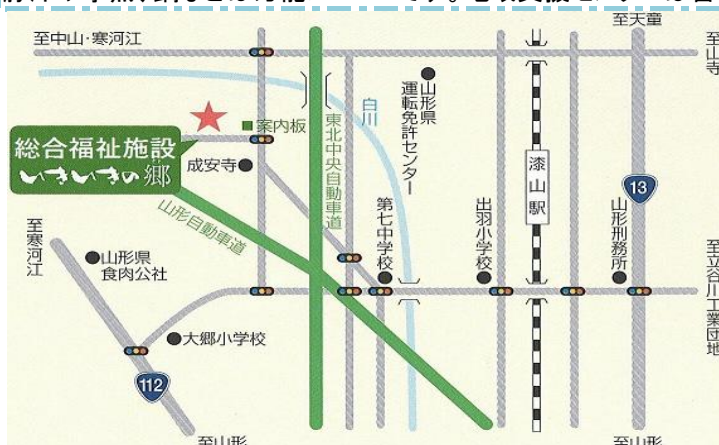 至天童
至中山・寒河江
至山寺
山形県
運転免許センター
白川
案内板
東北中央自動車道
総合福祉施設
いきいきの郷
成安寺
漆山駅
13
山形自動車道
第七中学校
出羽小学校
山形刑務所
至寒河江
山形県
食肉公社
至立谷川工業団地
大郷小学校
112
至山形
至山形